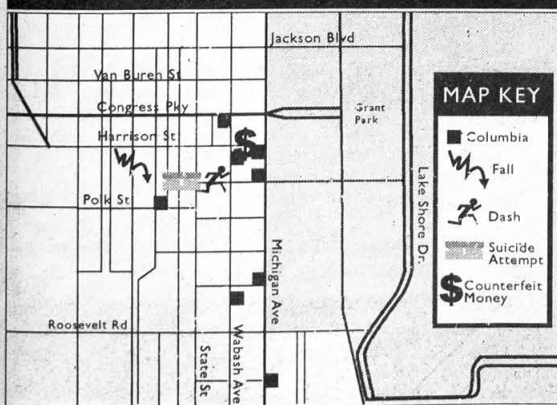 Jackson Blvd
Van Buren St
Congress Pky
Grant
Park
Harrison St
Polk St
Lake Shore Dr.
Michigan Ave
Roosevelt Rd
State St
Wabash Ave
MAP KEY
Columbia
Fall
Dash
Suicide
Attempt
$ Counterfeit
Money
$